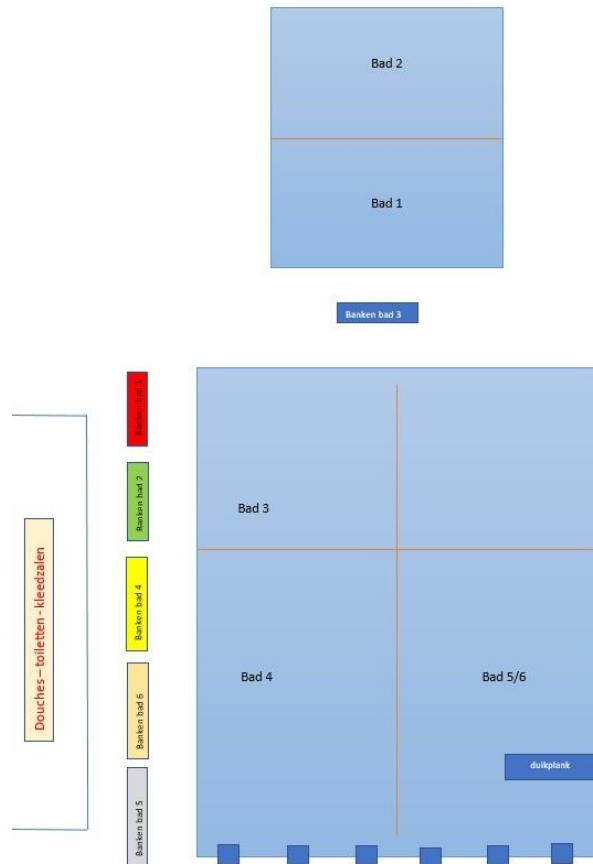 Bad 2
Bad 1
Banken bad 3
Banken bad 1
Banken bad 2
Bad 3
Banken bad 4
Douches – toiletten - kleedzalen
Banken bad 6
Bad 4
Bad 5/6
duikplank
Banken bad 5